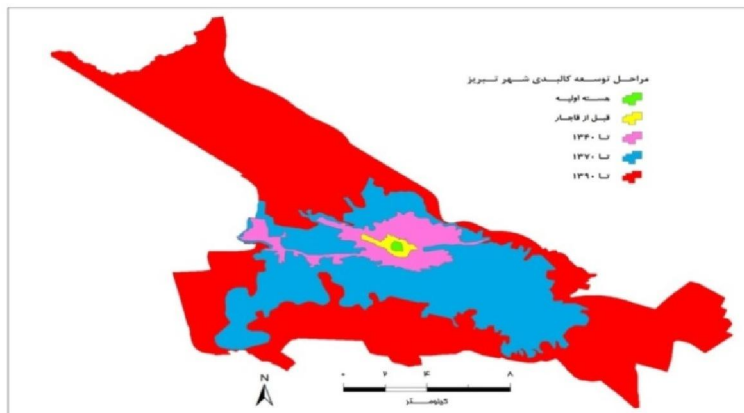 مراحل توسعه کالبدی شهر تبریز
هسته اولیه
قبل از قاجار
تا ۱۳۴۰
تا ۱۳۷۰
تا ۱۳۹۰
N
۰ ۲ ۴ ۸
کیلومتر